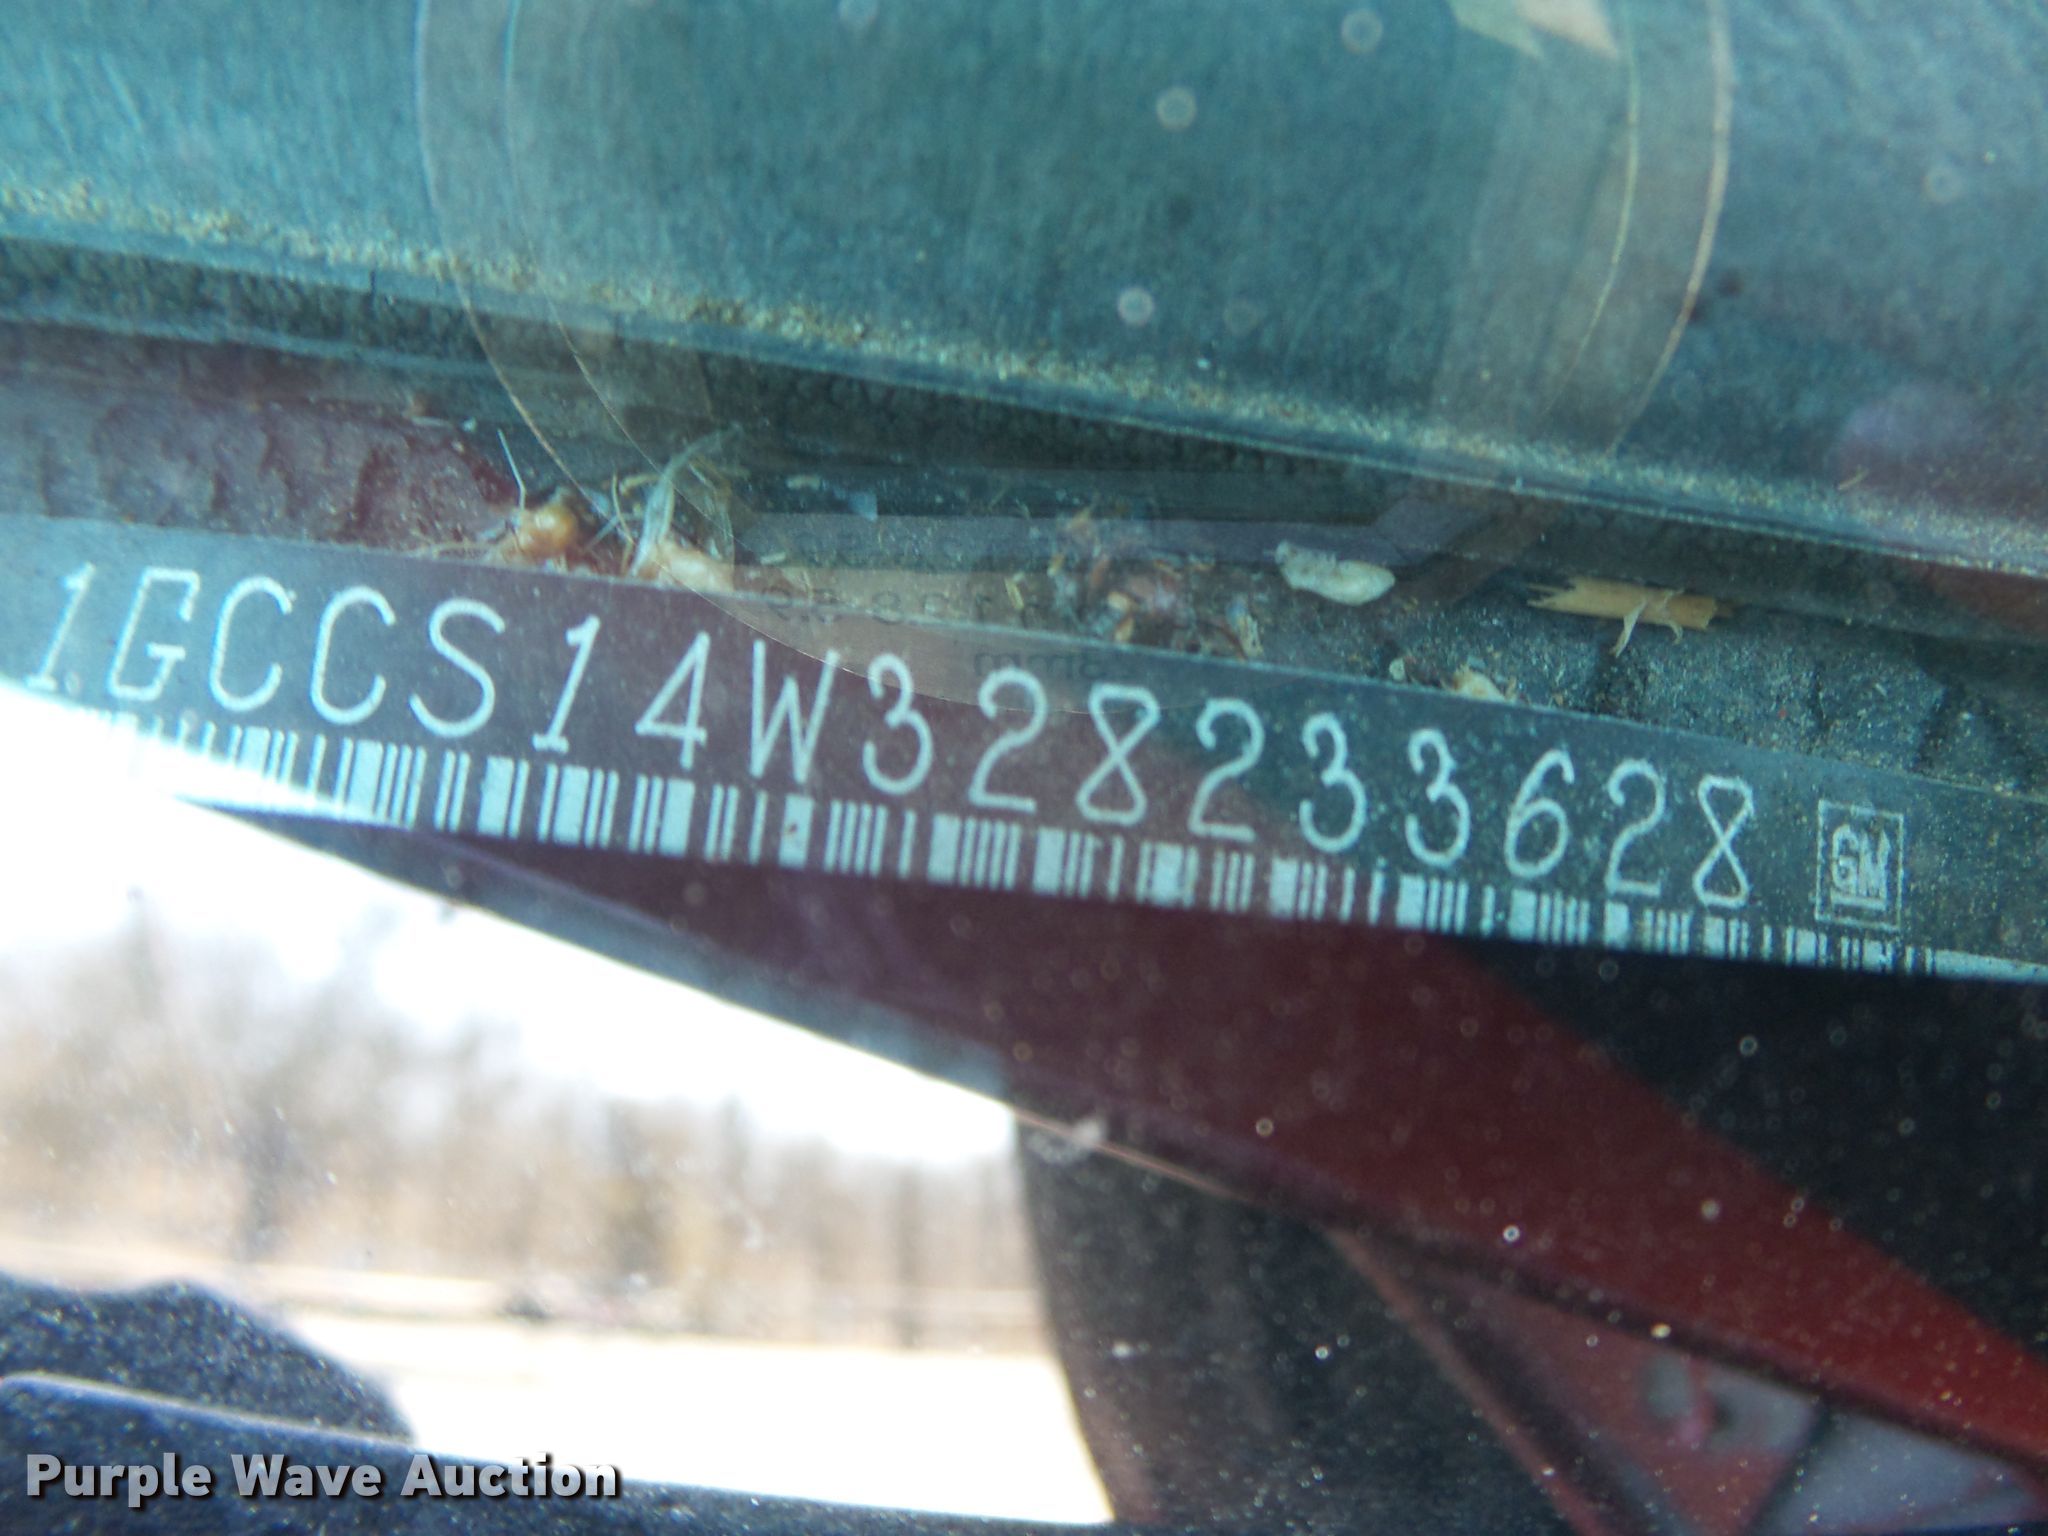 1GCCS14W328233628 GM
Purple Wave Auction